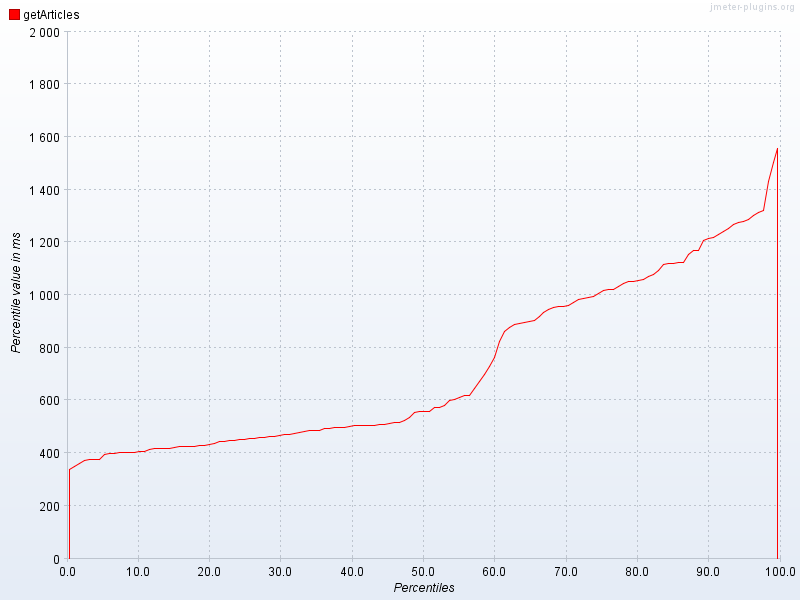 jmeter-plugins.org
getArticles
2 000
1 800
1 600
1 400
1 200
1 000
800
600
400
200
0
Percentile value in ms
0.0 10.0 20.0 30.0 40.0 50.0 60.0 70.0 80.0 90.0 100.0
Percentiles